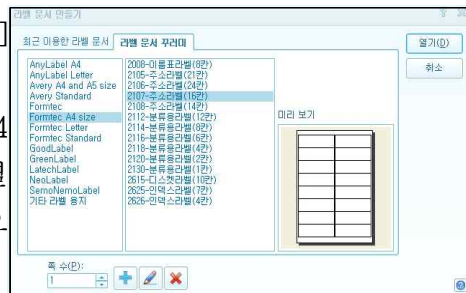 라벨 문서 만들기
최근 이용한 라벨 문서
라벨 문서 꾸러미
열기(D)
취소
AnyLabel A4
AnyLabel Letter
Avery A4 and A5 size
Avery Standard
Formtec
Formtec A4 size
Formtec Letter
Formtec Standard
GoodLabel
GreenLabel
LatechLabel
NeoLabel
SemoNemoLabel
기타 라벨 용지
2008-이름표라벨(8칸)
2105-주소라벨(21칸)
2106-주소라벨(24칸)
2107-주소라벨(16칸)
2108-주소라벨(14칸)
2112-분류용라벨(12칸)
2114-분류용라벨(8칸)
2116-분류용라벨(6칸)
2118-분류용라벨(4칸)
2120-분류용라벨(2칸)
2130-분류용라벨(1칸)
2615-디스켓라벨(10칸)
2625-인덱스라벨(7칸)
2626-인덱스라벨(4칸)
미리 보기
쪽 수(P):
1